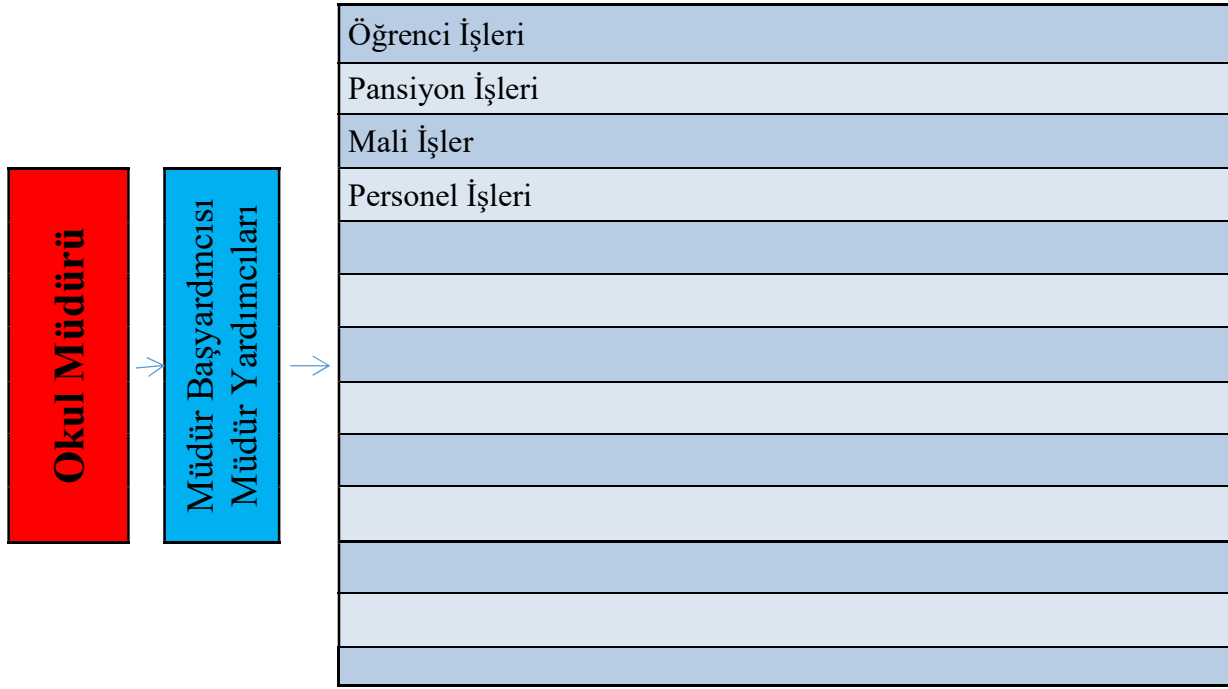 Okul Müdürü
Müdür Başyardmcısı
Müdür Yardımcıları
Öğrenci İşleri
Pansiyon İşleri
Mali İşler
Personel İşleri